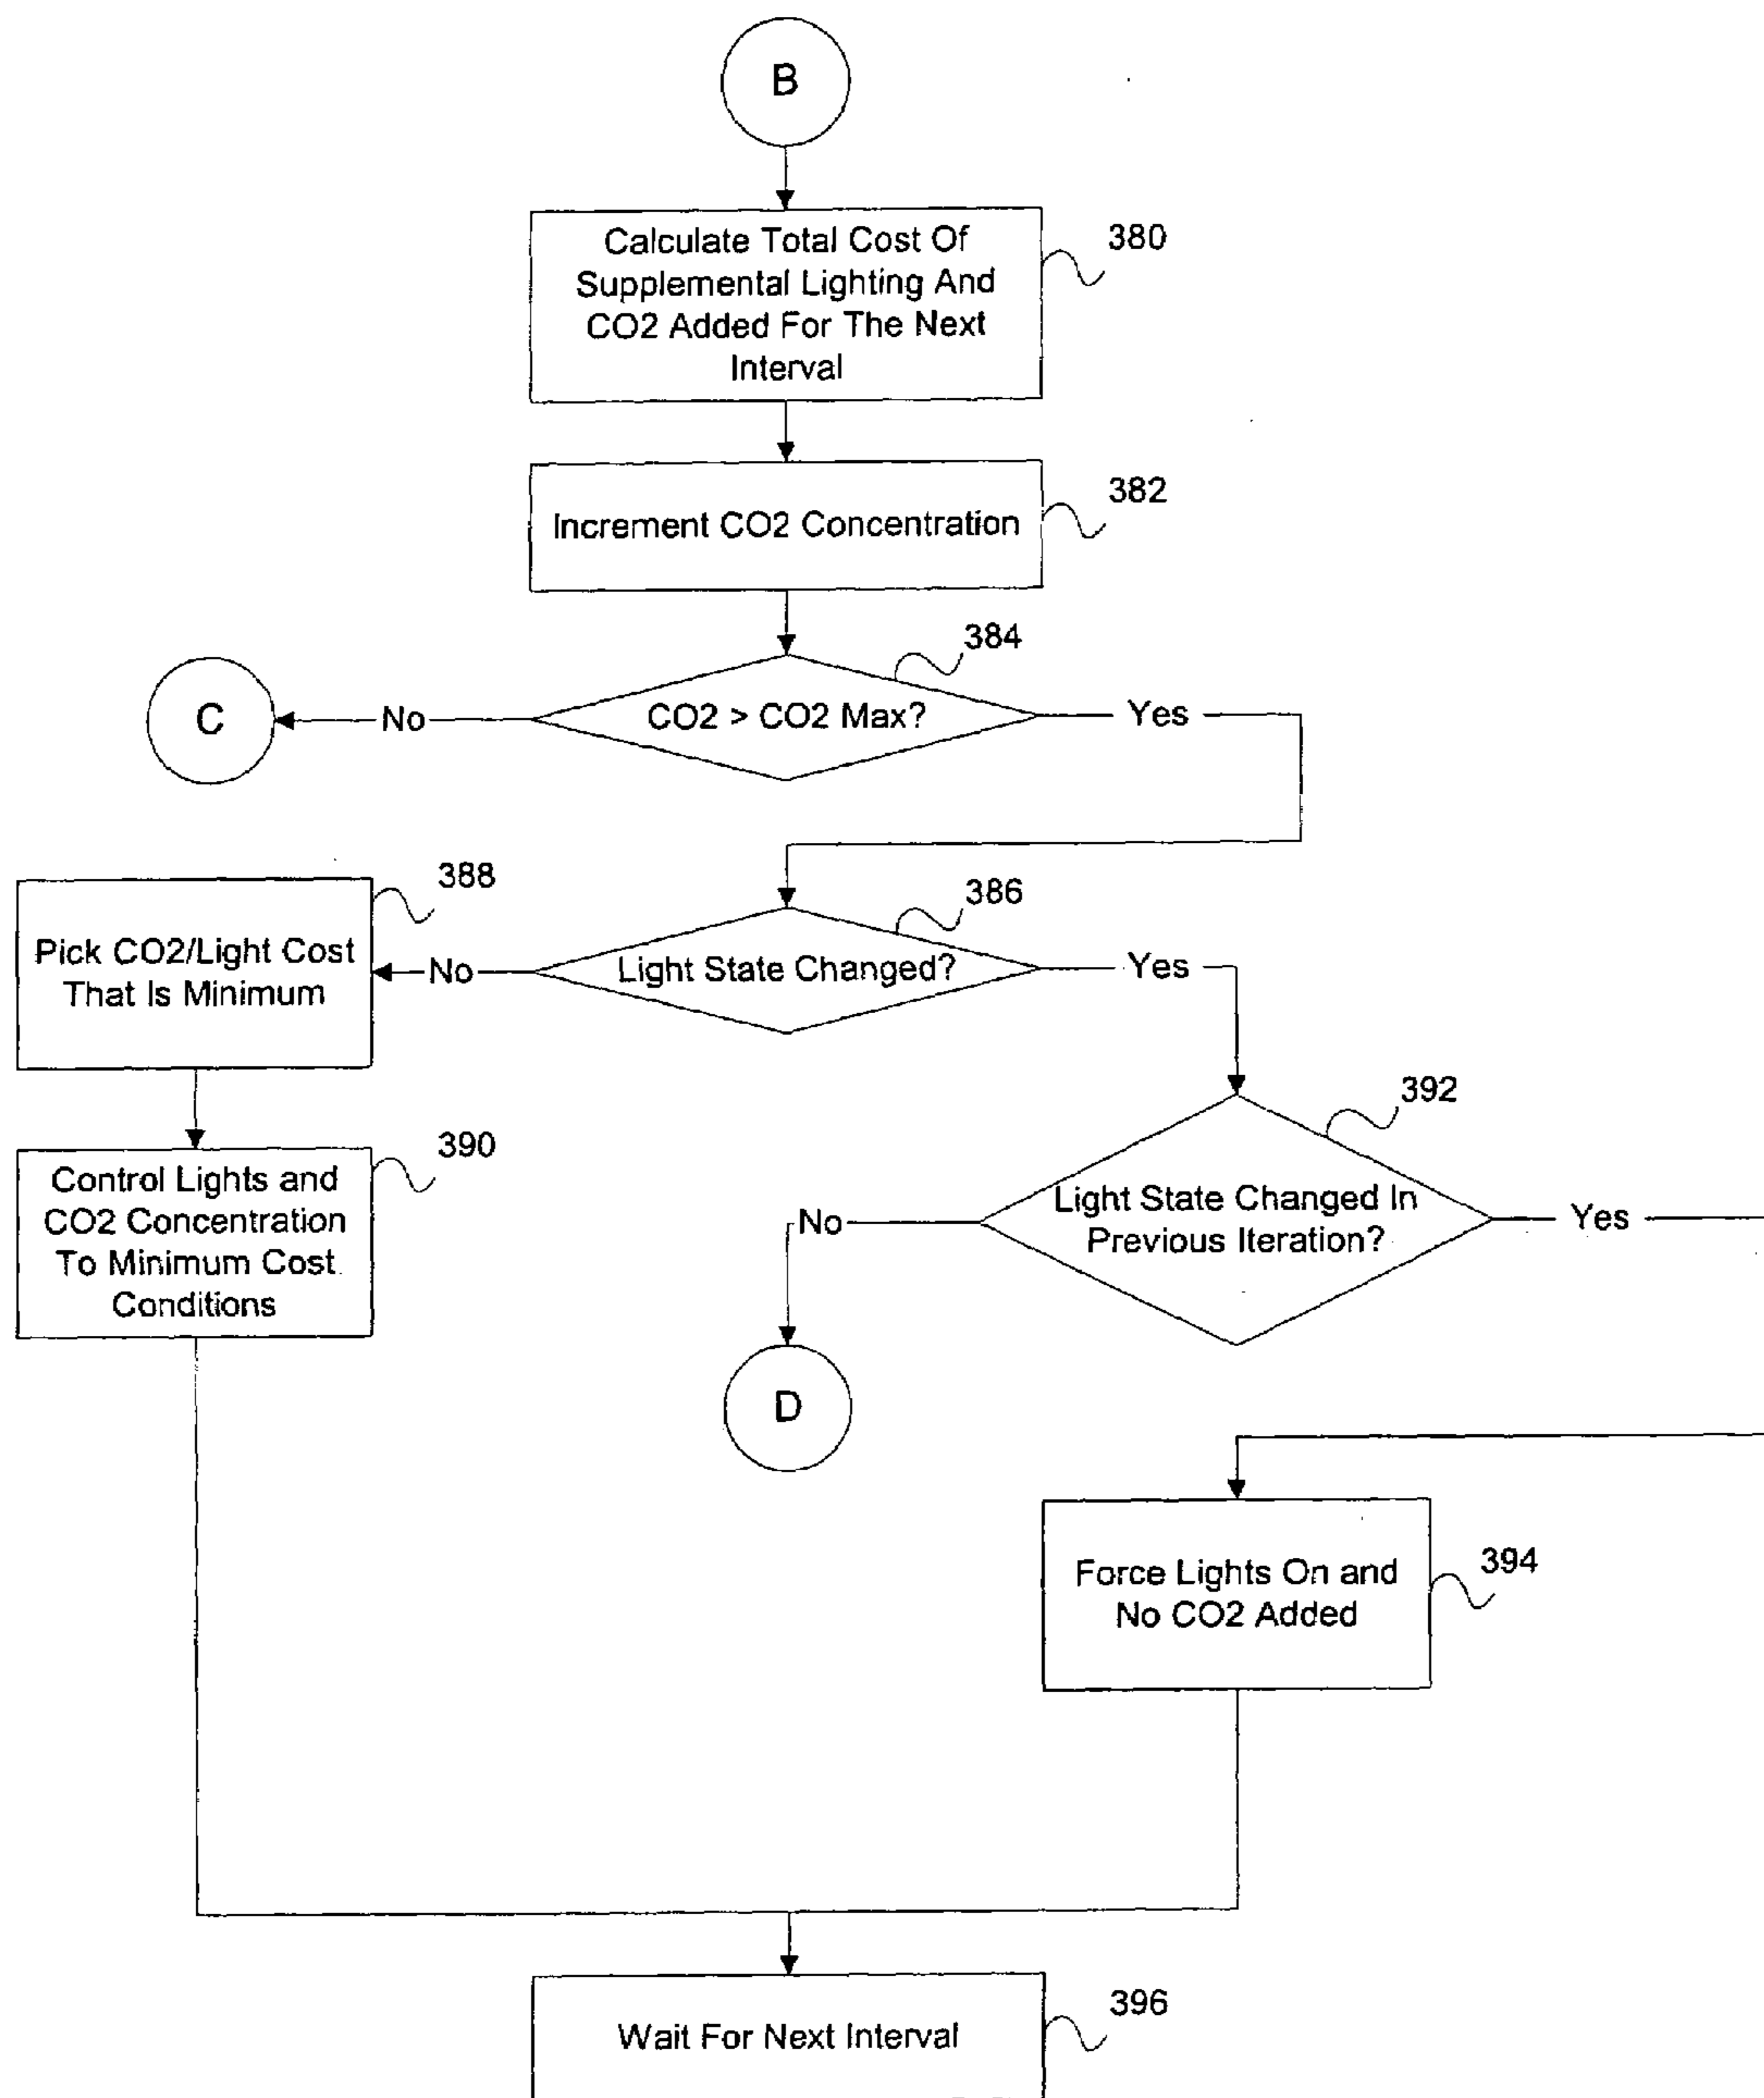 B
Calculate Total Cost Of
Supplemental Lighting And
CO2 Added For The Next
Interval
380
Increment CO2 Concentration
382
384
C
No
CO2 > CO2 Max?
Yes
388
386
Pick CO2/Light Cost
That Is Minimum
No
Light State Changed?
Yes
392
390
Control Lights and
CO2 Concentration
To Minimum Cost
Conditions
No
Light State Changed In
Previous Iteration?
Yes
D
Force Lights On and
No CO2 Added
394
Wait For Next Interval
396